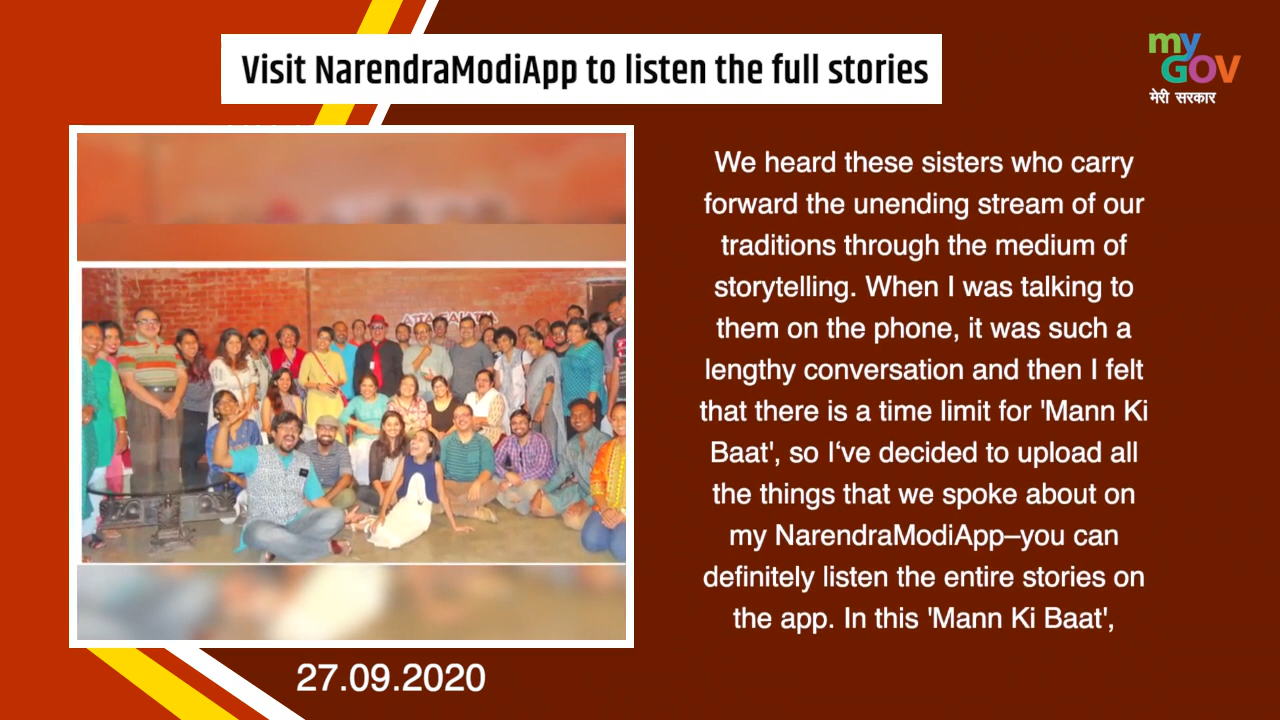 Visit NarendraModiApp to listen the full stories
my
GOV
मेरी सरकार
We heard these sisters who carry
forward the unending stream of our
traditions through the medium of
storytelling. When I was talking to
them on the phone, it was such a
lengthy conversation and then I felt
that there is a time limit for 'Mann Ki
Baat', so I‘ve decided to upload all
the things that we spoke about on
my NarendraModiApp–you can
definitely listen the entire stories on
the app. In this 'Mann Ki Baat',
27.09.2020